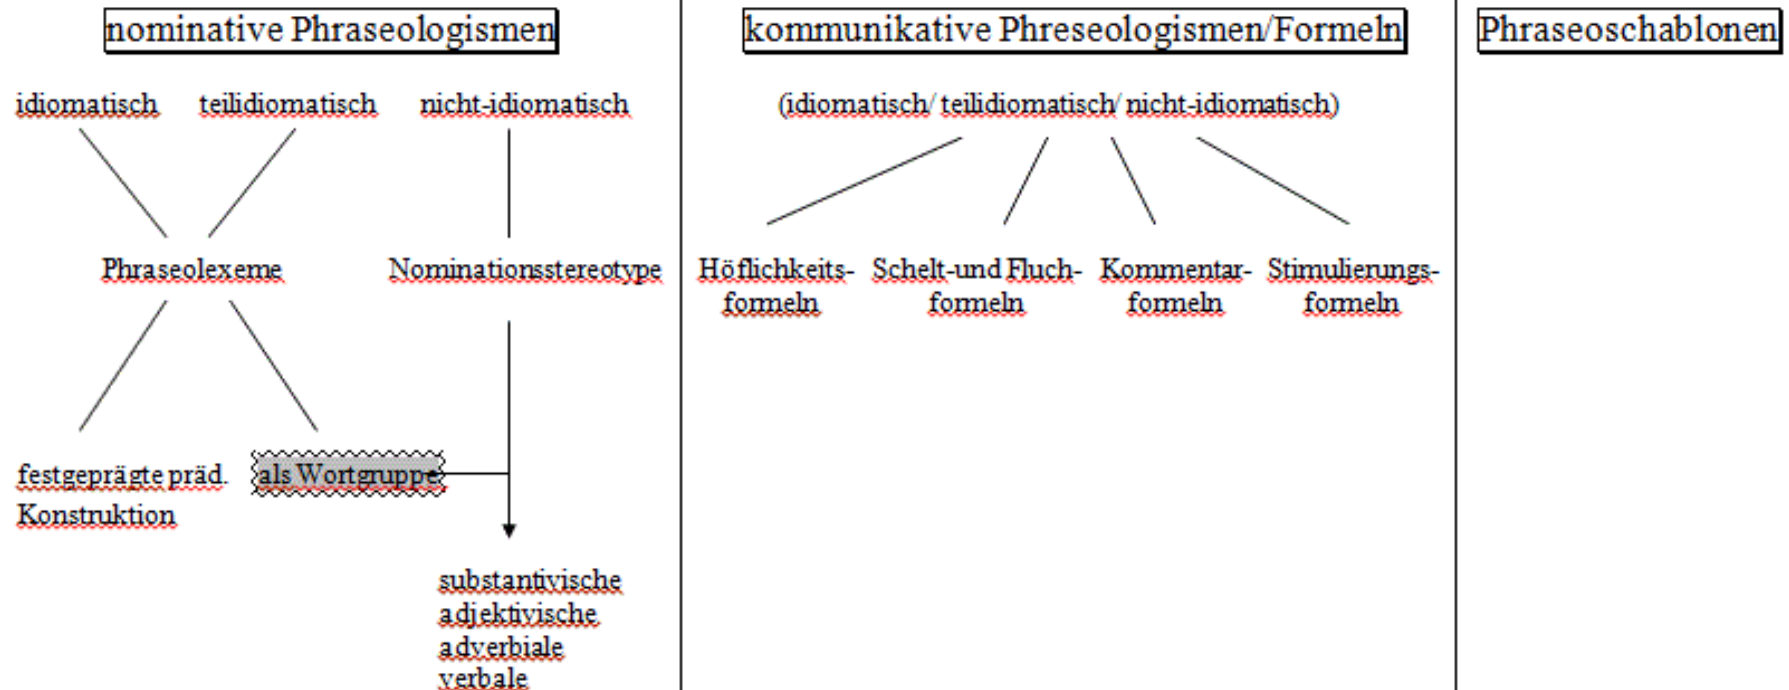 nominative Phraseologismen
idiomatisch teilidiomatisch nicht-idiomatisch
Phraseolexeme Nominationsstereotype
festgeprägte präd. als Wortgruppe
Konstruktion
substantivische
adjektivische
adverbiale
verbale
kommunikative Phreseologismen/Formeln
(idiomatisch/ teilidiomatisch/ nicht-idiomatisch)
Höflichkeits- Schelt-und Fluch- Kommentar- Stimulierungs-
formeln formeln formeln formeln
Phraseoschablonen